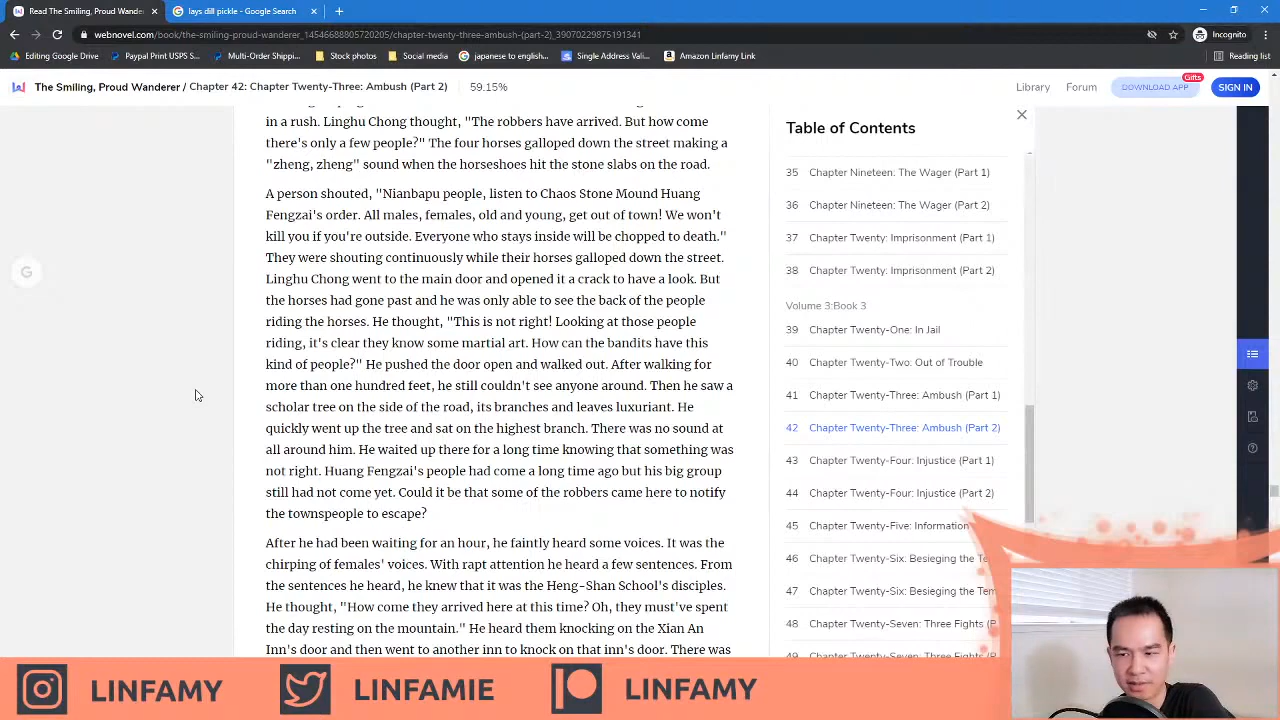 Read The Smiling, Proud Wande
lays dill pickle - Google Search
webnovel.com/book/the-smiling-proud-wanderer_14546688805720205/chapter-twenty-three-ambush-(part-2)_39070229875191341
Incognito
Editing Google Drive
Paypal Print USPS S...
Multi-Order Shippi...
Stock photos
Social media
japanese to english...
Single Address Vali...
Amazon Linfamy Link
Reading list
The Smiling, Proud Wanderer / Chapter 42: Chapter Twenty-Three: Ambush (Part 2)
59.15%
Library
Forum
DOWNLOAD APP
Gifts
SIGN IN
in a rush. Linghu Chong thought, "The robbers have arrived. But how come
there's only a few people?" The four horses galloped down the street making a
"zheng, zheng" sound when the horseshoes hit the stone slabs on the road.
A person shouted, "Nianbapu people, listen to Chaos Stone Mound Huang
Fengzai's order. All males, females, old and young, get out of town! We won't
kill you if you're outside. Everyone who stays inside will be chopped to death."
They were shouting continuously while their horses galloped down the street.
Linghu Chong went to the main door and opened it a crack to have a look. But
the horses had gone past and he was only able to see the back of the people
riding the horses. He thought, "This is not right! Looking at those people
riding, it's clear they know some martial art. How can the bandits have this
kind of people?" He pushed the door open and walked out. After walking for
more than one hundred feet, he still couldn't see anyone around. Then he saw a
scholar tree on the side of the road, its branches and leaves luxuriant. He
quickly went up the tree and sat on the highest branch. There was no sound at
all around him. He waited up there for a long time knowing that something was
not right. Huang Fengzai's people had come a long time ago but his big group
still had not come yet. Could it be that some of the robbers came here to notify
the townspeople to escape?
After he had been waiting for an hour, he faintly heard some voices. It was the
chirping of females' voices. With rapt attention he heard a few sentences. From
the sentences he heard, he knew that it was the Heng-Shan School's disciples.
He thought, "How come they arrived here at this time? Oh, they must've spent
the day resting on the mountain." He heard them knocking on the Xian An
Inn's door and then went to another inn to knock on that inn's door. There was
Table of Contents
35 Chapter Nineteen: The Wager (Part 1)
36 Chapter Nineteen: The Wager (Part 2)
37 Chapter Twenty: Imprisonment (Part 1)
38 Chapter Twenty: Imprisonment (Part 2)
Volume 3:Book 3
39 Chapter Twenty-One: In Jail
40 Chapter Twenty-Two: Out of Trouble
41 Chapter Twenty-Three: Ambush (Part 1)
42 Chapter Twenty-Three: Ambush (Part 2)
43 Chapter Twenty-Four: Injustice (Part 1)
44 Chapter Twenty-Four: Injustice (Part 2)
45 Chapter Twenty-Five: Information
46 Chapter Twenty-Six: Besieging the Te
47 Chapter Twenty-Six: Besieging the Tem
48 Chapter Twenty-Seven: Three Fights (P
49 Chapter Twenty-Seven: Three Fights (P
G
LINFAMY
LINFAMIE
LINFAMY